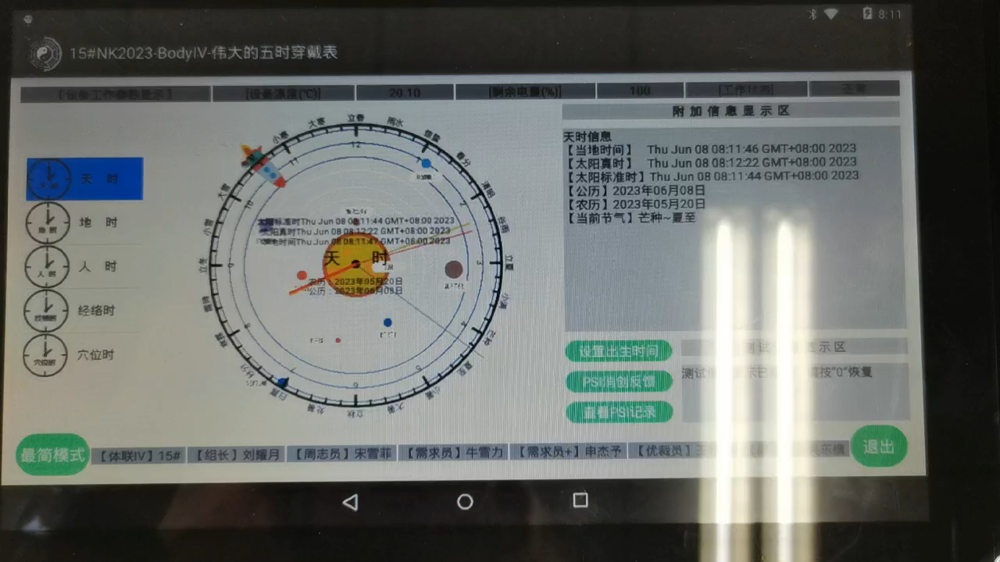 8:11
15#NK2023-BodyIV-伟大的五时穿戴表
【设备工作参数显示】 [设备温度(℃)] 20.10 [剩余电量(%)] 100 [工作状态] 正常
附加信息显示区
天时信息
【当地时间】 Thu Jun 08 08:11:46 GMT+08:00 2023
【太阳真时】 Thu Jun 08 08:12:22 GMT+08:00 2023
【太阳标准时】Thu Jun 08 08:11:44 GMT+08:00 2023
【公历】2023年06月08日
【农历】2023年05月20日
【当前节气】芒种~夏至
天时
地时
人时
经络时
穴位时
立春
雨水
惊蛰
春分
清明
谷雨
立夏
小满
芒种
夏至
小暑
大暑
立秋
处暑
白露
秋分
寒露
霜降
立冬
小雪
大雪
小寒
大寒
12
2
3
4
5
6
7
9
10
11
太阳标准时Thu Jun 08 08:11:44 GMT+08:00 2023
太阳真时Thu Jun 08 08:12:22 GMT+08:00 2023
当地时间Thu Jun 08 08:11:47 GMT+08:00 2023
天时
农历：2023年05月20日
公历：2023年06月08日
设置出生时间
PSI消创反馈
查看PSI记录
测试 显示区
测试 示已 请按"0"恢复
最简模式
【体联IV】15#
【组长】刘耀月
【周志员】宋雪菲
【需求员】牛雪力
【需求员+】申杰予
【优裁员】
退出